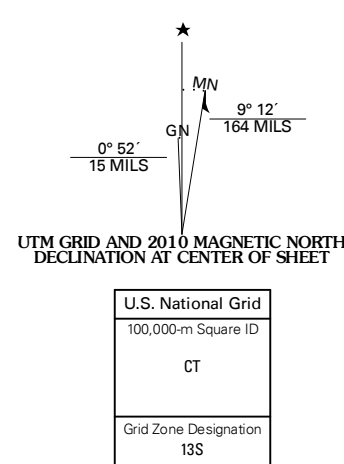 ★
MN
9° 12´
164 MILS
GN
0° 52´
15 MILS
UTM GRID AND 2010 MAGNETIC NORTH
DECLINATION AT CENTER OF SHEET
U.S. National Grid
100,000-m Square ID
CT
Grid Zone Designation
13S